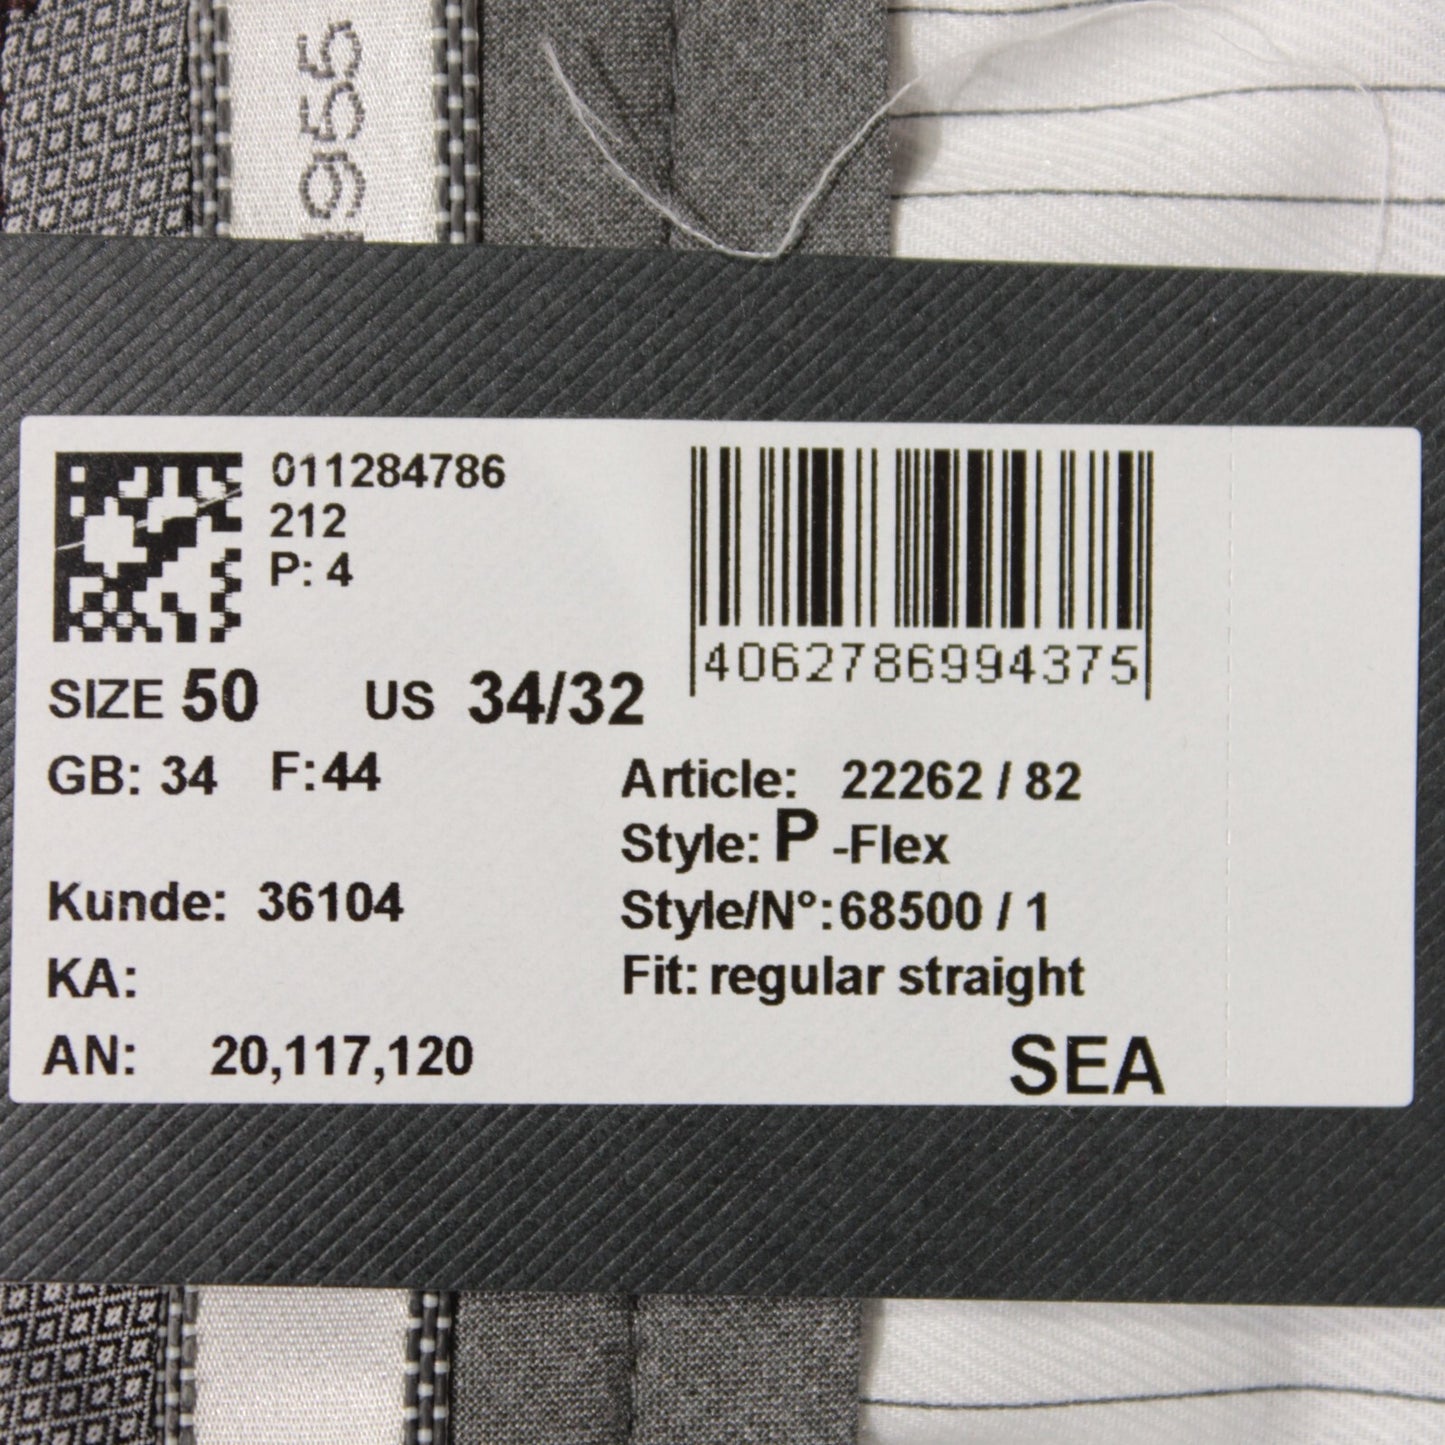 1955
011284786
212
P: 4
4062786994375
SIZE 50 US 34/32
GB: 34 F:44
Article: 22262 / 82
Style: P -Flex
Kunde: 36104
Style/N°:68500 / 1
KA:
Fit: regular straight
AN: 20,117,120
SEA